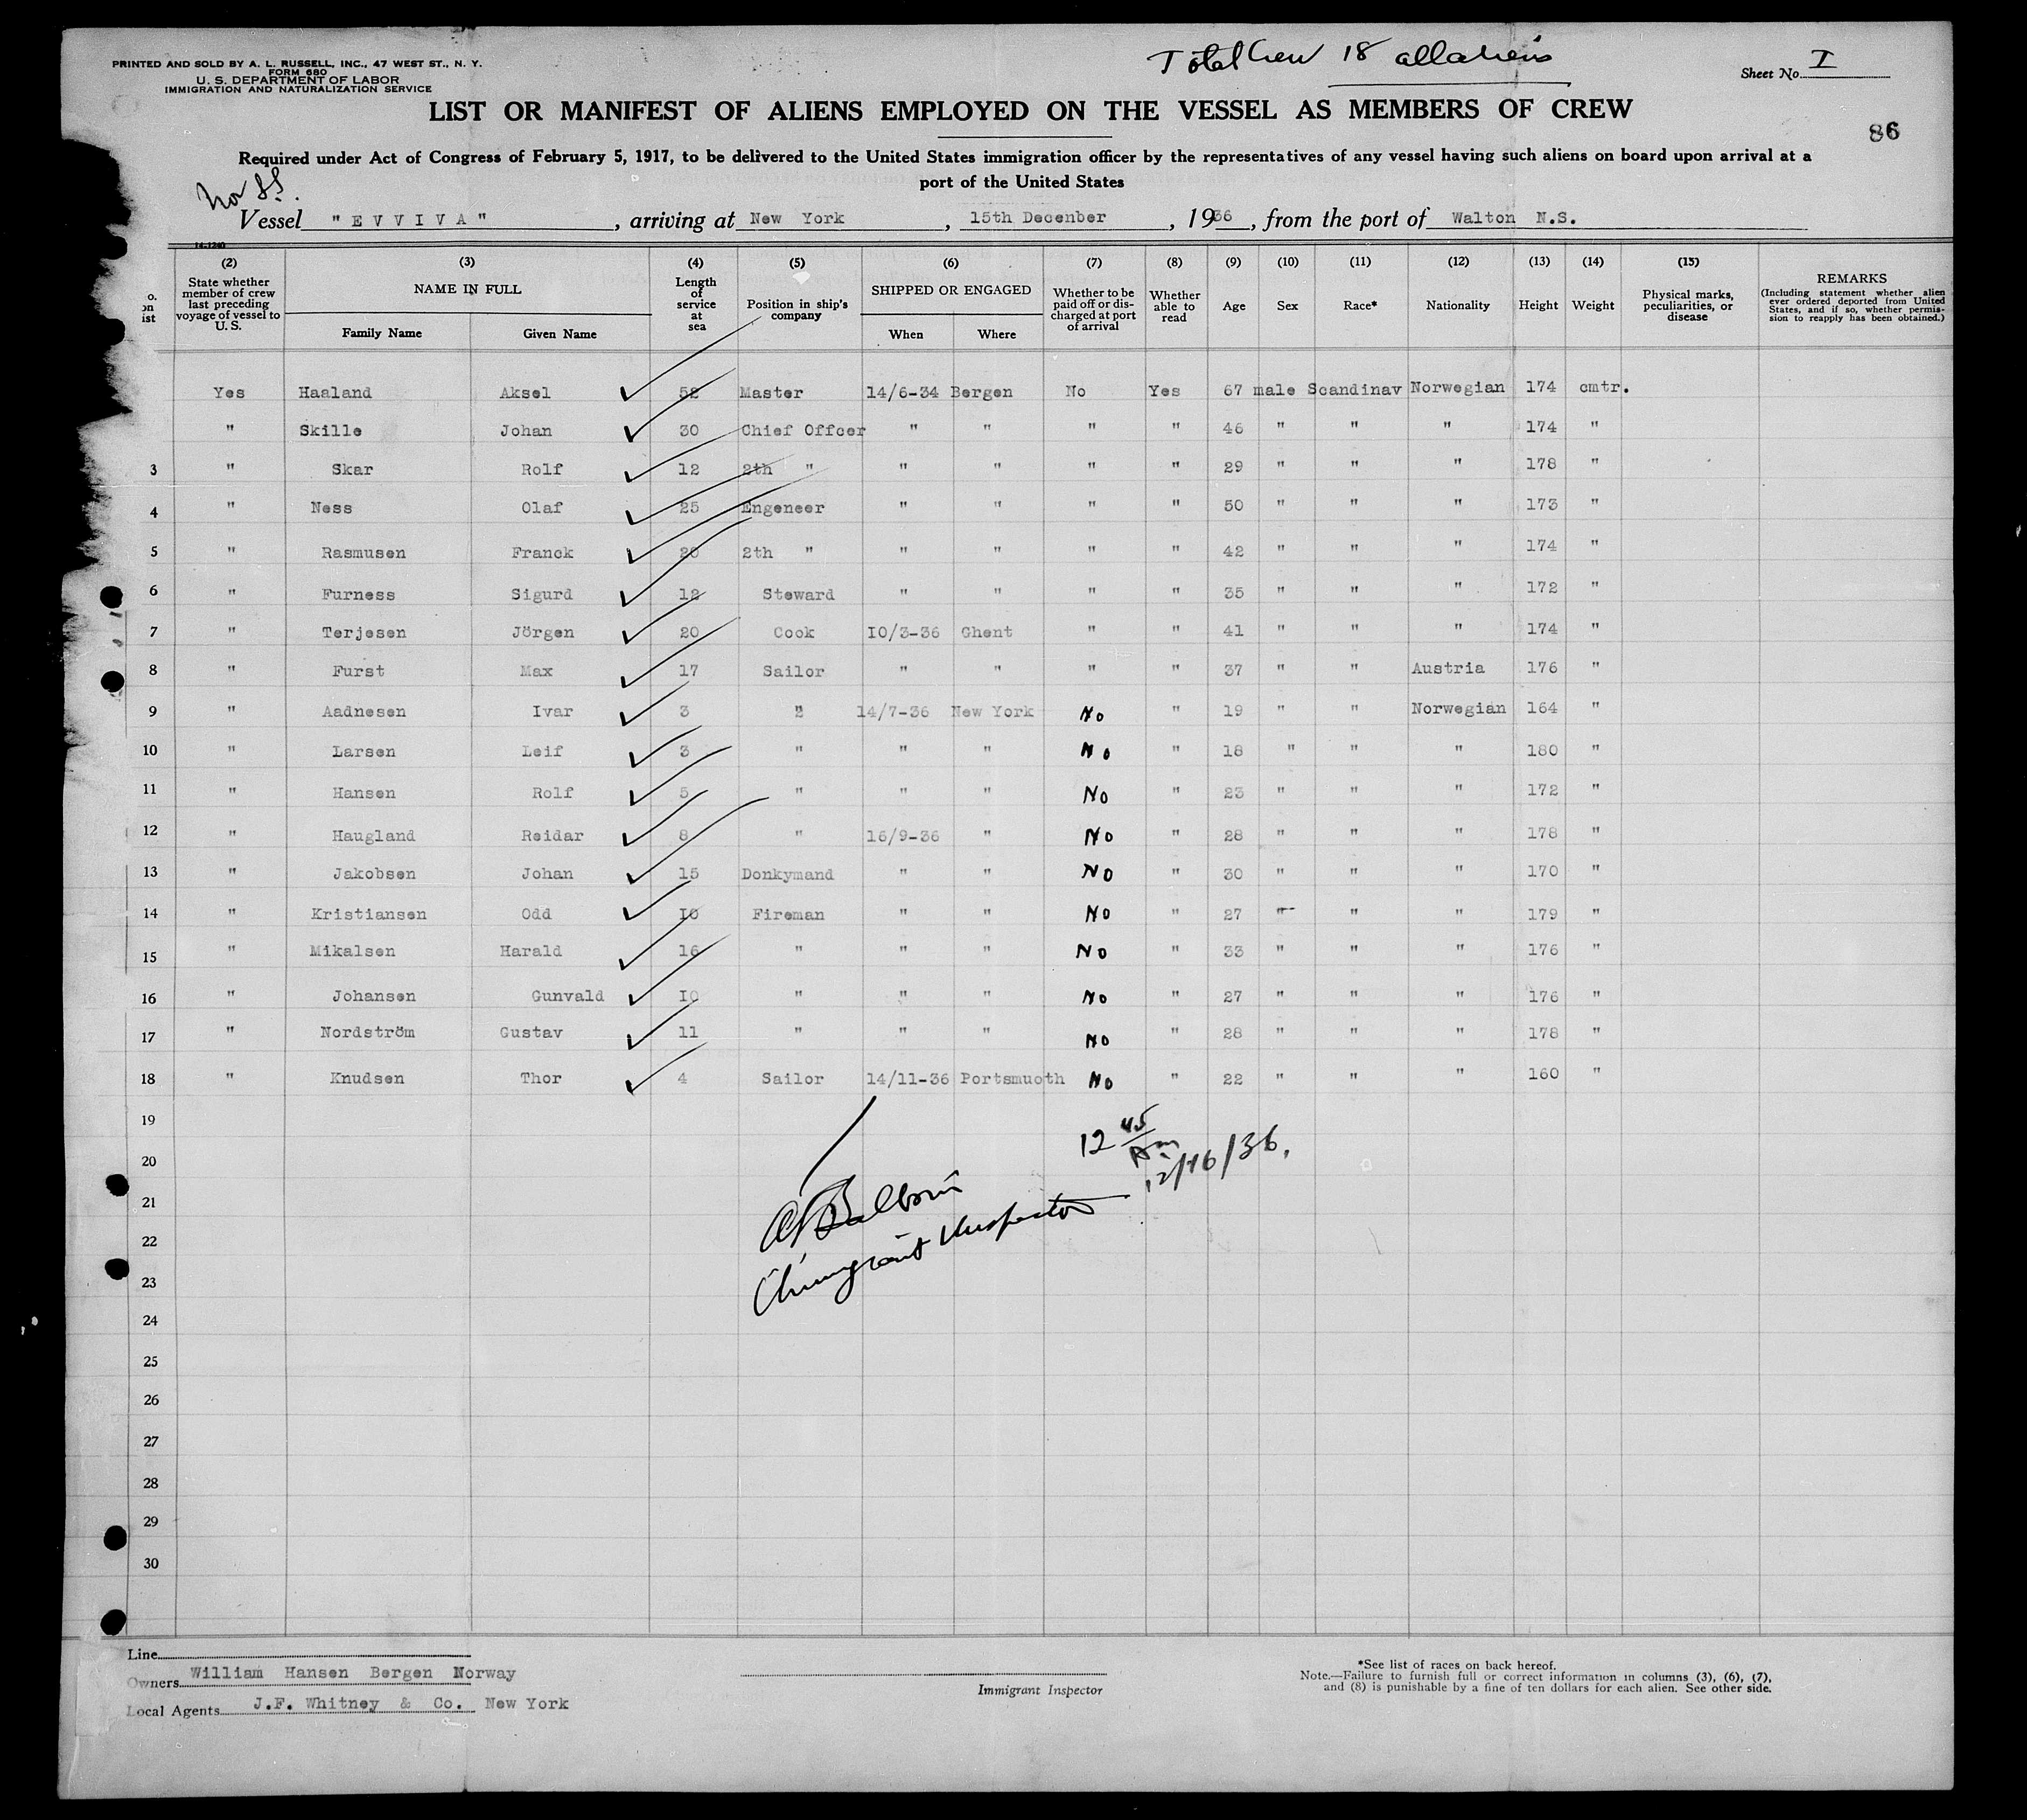 PRINTED AND SOLD BY A. L. RUSSELL, INC., 47 WEST ST., N. Y.
FORM 680
U. S. DEPARTMENT OF LABOR
IMMIGRATION AND NATURALIZATION SERVICE
Total Crew 18 all aliens
Sheet No. I
LIST OR MANIFEST OF ALIENS EMPLOYED ON THE VESSEL AS MEMBERS OF CREW
86
Required under Act of Congress of February 5, 1917, to be delivered to the United States immigration officer by the representatives of any vessel having such aliens on board upon arrival at a
port of the United States
Nor SS.
Vessel "EVVIVA", arriving at New York, 15th Decenber, 1936, from the port of Walton N.S.
14-1240
o. on ist (2) State whether member of crew last preceding voyage of vessel to U. S. (3) NAME IN FULL Family Name Given Name (4) Length of service at sea (5) Position in ship's company (6) SHIPPED OR ENGAGED When Where (7) Whether to be paid off or discharged at port of arrival (8) Whether able to read (9) Age (10) Sex (11) Race* (12) Nationality (13) Height (14) Weight (15) Physical marks, peculiarities, or disease REMARKS (Including statement whether alien ever ordered deported from United States, and if so, whether permission to reapply has been obtained.)
Yes Haaland Aksel 52 Master 14/6-34 Bergen No Yes 67 male Scandinav Norwegian 174 cmtr.
" Skille Johan 30 Chief Offcer " " " " 46 " " " 174 "
3 " Skar Rolf 12 2th " " " " " 29 " " " 178 "
4 " Ness Olaf 25 Engeneer " " " " 50 " " " 173 "
5 " Rasmusen Franck 20 2th " " " " " 42 " " " 174 "
6 " Furness Sigurd 12 Steward " " " " 35 " " " 172 "
7 " Terjesen Jörgen 20 Cook 10/3-36 Ghent " " 41 " " " 174 "
8 " Furst Max 17 Sailor " " " " 37 " " Austria 176 "
9 " Aadnesen Ivar 3 " 14/7-36 New York No " 19 " " Norwegian 164 "
10 " Larsen Leif 3 " " " No " 18 " " " 180 "
11 " Hansen Rolf 5 " " " No " 23 " " " 172 "
12 " Haugland Reidar 8 " 16/9-36 " No " 28 " " " 178 "
13 " Jakobsen Johan 15 Donkymand " " No " 30 " " " 170 "
14 " Kristiansen Odd 10 Fireman " " No " 27 " " " 179 "
15 " Mikalsen Harald 16 " " " No " 33 " " " 176 "
16 " Johansen Gunvald 10 " " " No " 27 " " " 176 "
17 " Nordström Gustav 11 " " " No " 28 " " " 178 "
18 " Knudsen Thor 4 Sailor 14/11-36 Portsmuoth No " 22 " " " 160 "
19
12 45 Am
20
12/16/36.
21
22
Immigrant Inspector
23
24
25
26
27
28
29
30
Line
Owners William Hansen Bergen Norway
Local Agents J.F. Whitney & Co. New York
Immigrant Inspector
*See list of races on back hereof.
Note.—Failure to furnish full or correct information in columns (3), (6), (7),
and (8) is punishable by a fine of ten dollars for each alien. See other side.